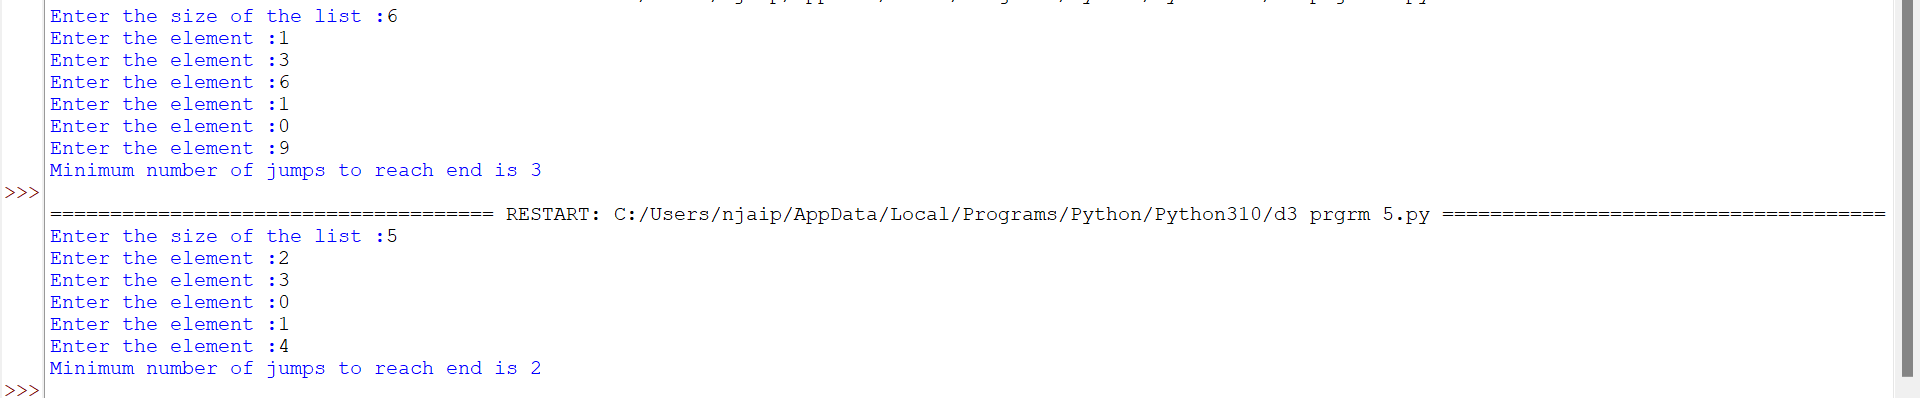 Enter the size of the list :6
Enter the element :1
Enter the element :3
Enter the element :6
Enter the element :1
Enter the element :0
Enter the element :9
Minimum number of jumps to reach end is 3
>>>
===================================== RESTART: C:/Users/njaip/AppData/Local/Programs/Python/Python310/d3 prgrm 5.py =====================================
Enter the size of the list :5
Enter the element :2
Enter the element :3
Enter the element :0
Enter the element :1
Enter the element :4
Minimum number of jumps to reach end is 2
>>>